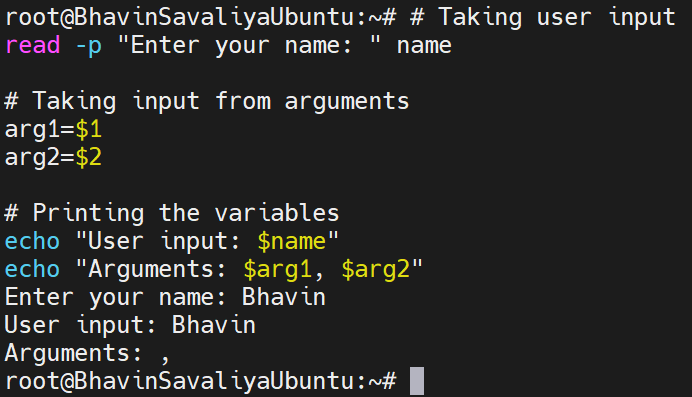 root@BhavinSavaliyaUbuntu:~# # Taking user input
read -p "Enter your name: " name
# Taking input from arguments
arg1=$1
arg2=$2
# Printing the variables
echo "User input: $name"
echo "Arguments: $arg1, $arg2"
Enter your name: Bhavin
User input: Bhavin
Arguments: ,
root@BhavinSavaliyaUbuntu:~#